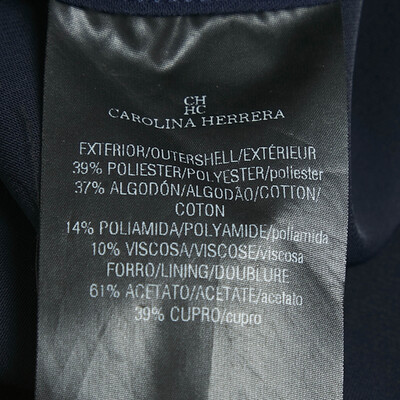 CH
HC
CAROLINA HERRERA
EXTERIOR/OUTERSHELL/EXTÉRIEUR
39% POLIESTER/POLYESTER/poliester
37% ALGODÓN/ALGODÃO/COTTON/
COTON
14% POLIAMIDA/POLYAMIDE/poliamida
10% VISCOSA/VISCOSE/viscosa
FORRO/LINING/DOUBLURE
61% ACETATO/ACETATE/acetato
39% CUPRO/cupro